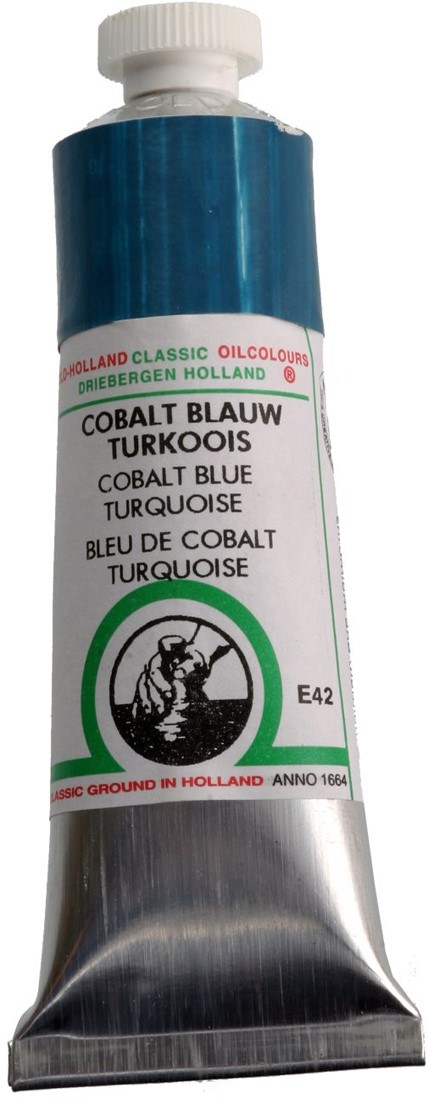 OLD-HOLLAND CLASSIC OILCOLOURS
DRIEBERGEN HOLLAND ®
COBALT BLAUW
TURKOOIS
COBALT BLUE
TURQUOISE
BLEU DE COBALT
TURQUOISE
E42
CLASSIC GROUND IN HOLLAND ANNO 1664